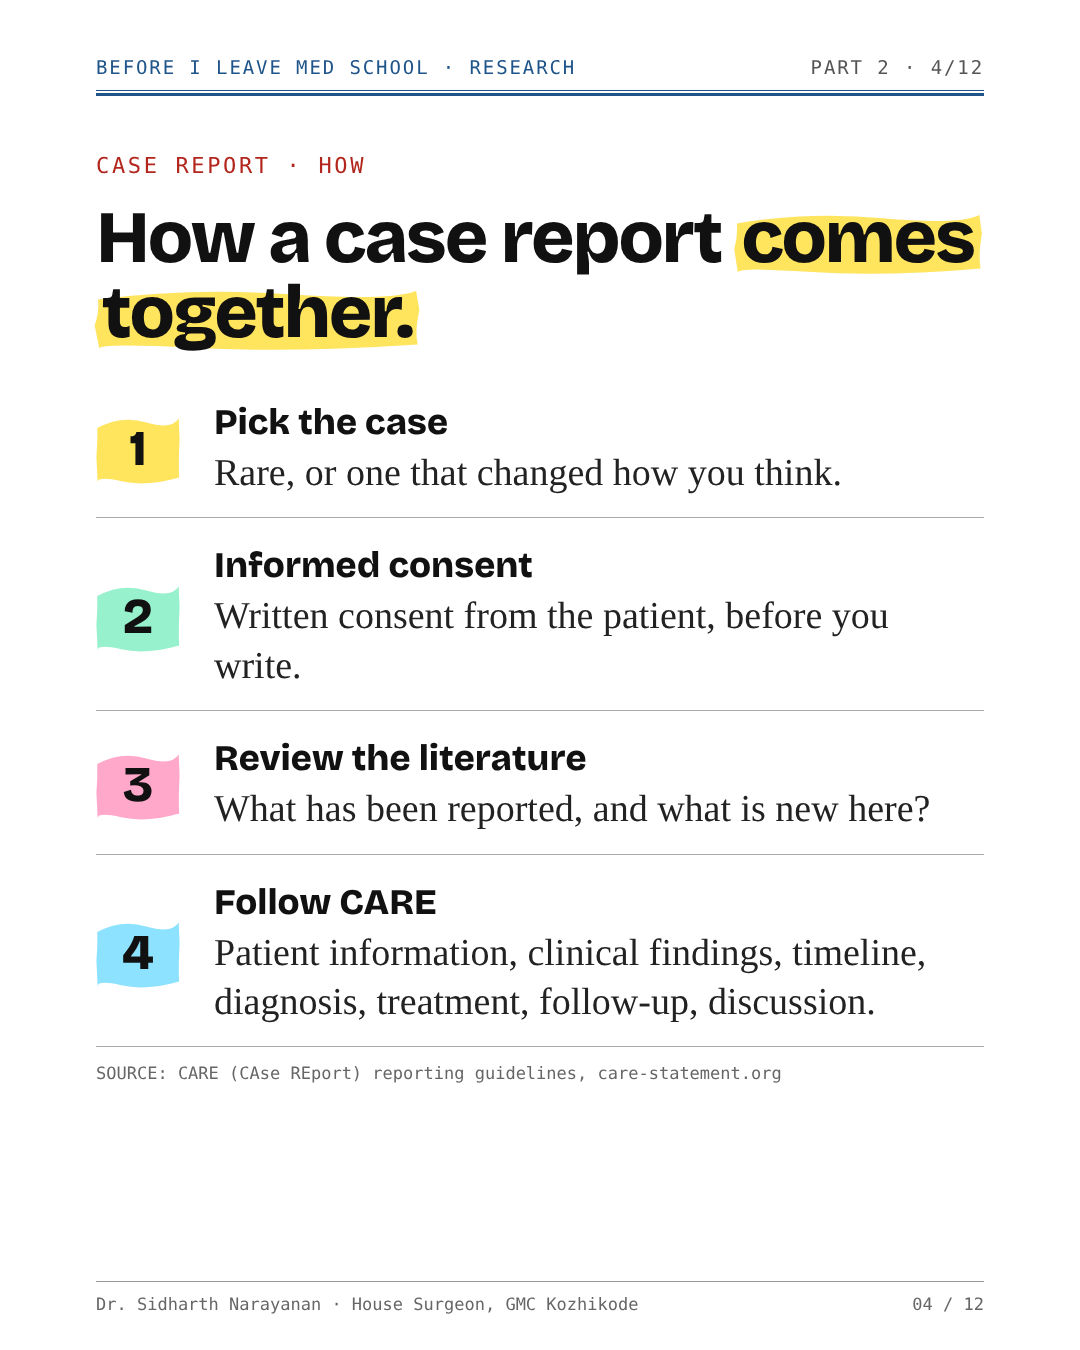 BEFORE I LEAVE MED SCHOOL · RESEARCH
PART 2 · 4/12
CASE REPORT · HOW
How a case report comes
together.
1
Pick the case
Rare, or one that changed how you think.
2
Informed consent
Written consent from the patient, before you
write.
3
Review the literature
What has been reported, and what is new here?
4
Follow CARE
Patient information, clinical findings, timeline,
diagnosis, treatment, follow-up, discussion.
SOURCE: CARE (CAse REport) reporting guidelines, care-statement.org
Dr. Sidharth Narayanan · House Surgeon, GMC Kozhikode
04 / 12